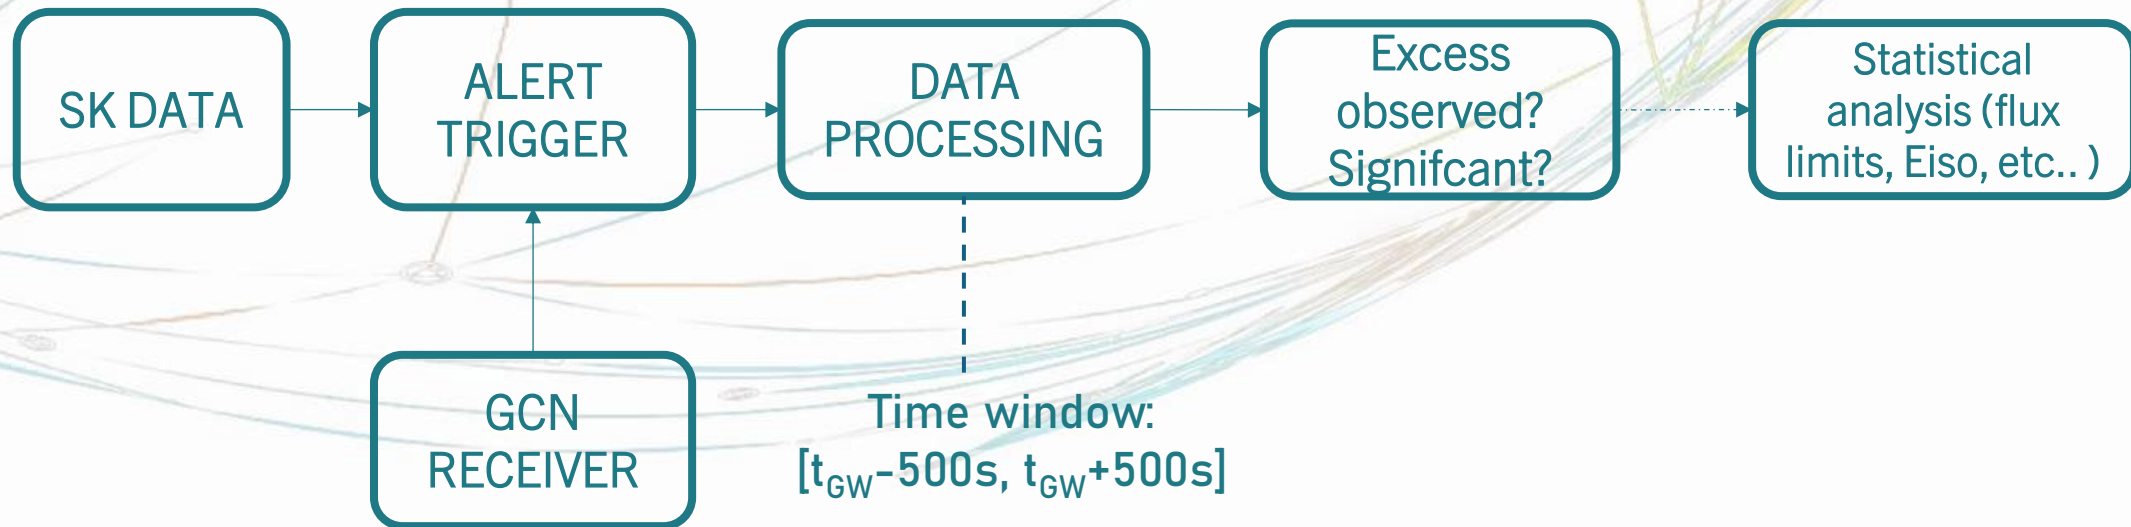 SK DATA
ALERT
TRIGGER
DATA
PROCESSING
Excess
observed?
Signifcant?
Statistical
analysis (flux
limits, Eiso, etc.. )
GCN
RECEIVER
Time window:
[tGW-500s, tGW+500s]